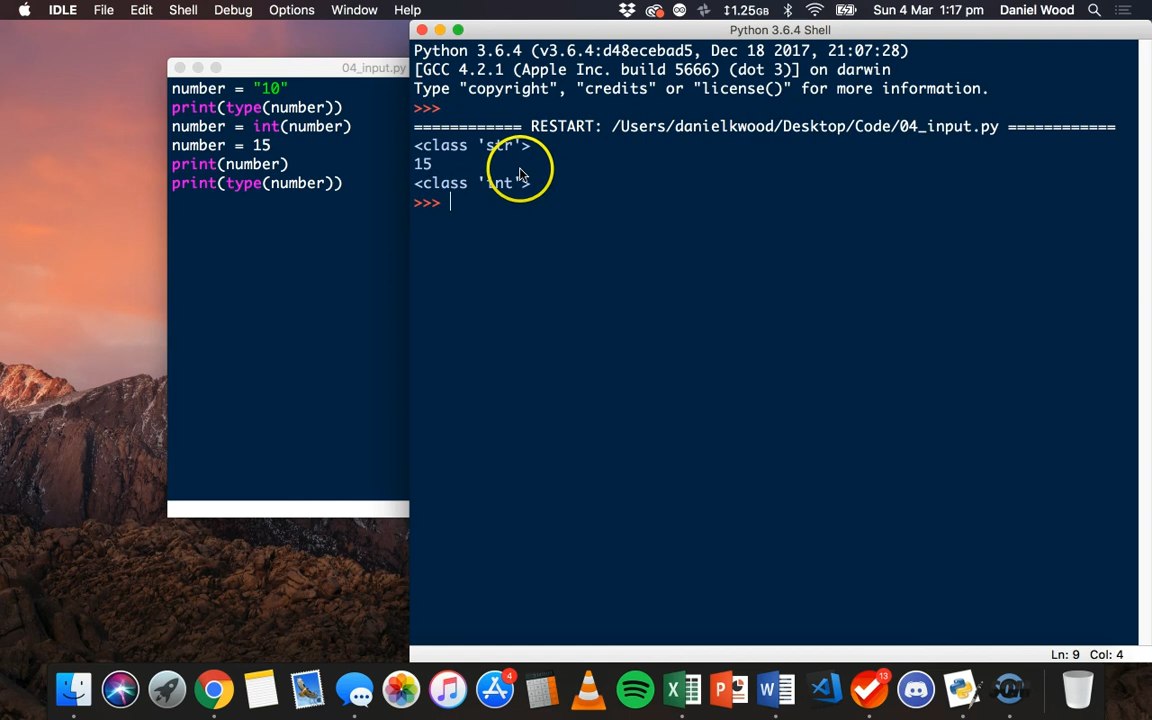 IDLE File Edit Shell Debug Options Window Help 1.25GB Sun 4 Mar 1:17 pm Daniel Wood
Python 3.6.4 Shell
04_input.py
number = "10"
print(type(number))
number = int(number)
number = 15
print(number)
print(type(number))
Python 3.6.4 (v3.6.4:d48ecebad5, Dec 18 2017, 21:07:28)
[GCC 4.2.1 (Apple Inc. build 5666) (dot 3)] on darwin
Type "copyright", "credits" or "license()" for more information.
>>>
============ RESTART: /Users/danielkwood/Desktop/Code/04_input.py ============
<class 'str'>
15
<class 'int'>
>>>
Ln: 9 Col: 4
4
13